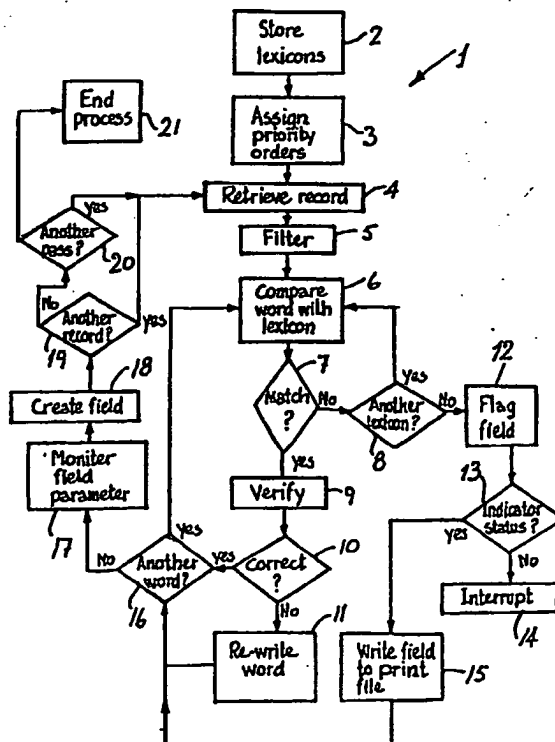 Store
lexicons
2
1
End
process
21
Assign
priority
orders
3
Retrieve record
4
yes
Another
pass?
20
Filter
5
6
Compare
word with
lexicon
No
Another
record?
yes
19
18
Create field
7
Match
?
No
yes
Another
lexicon?
8
No
12
Flag
field
Moniter
field
parameter
17
yes
Verify
9
13
Indicator
status?
yes
No
No
yes
Another
word?
16
yes
Correct
?
10
No
Interrupt
14
11
Re-write
word
Write field
to print
file
15